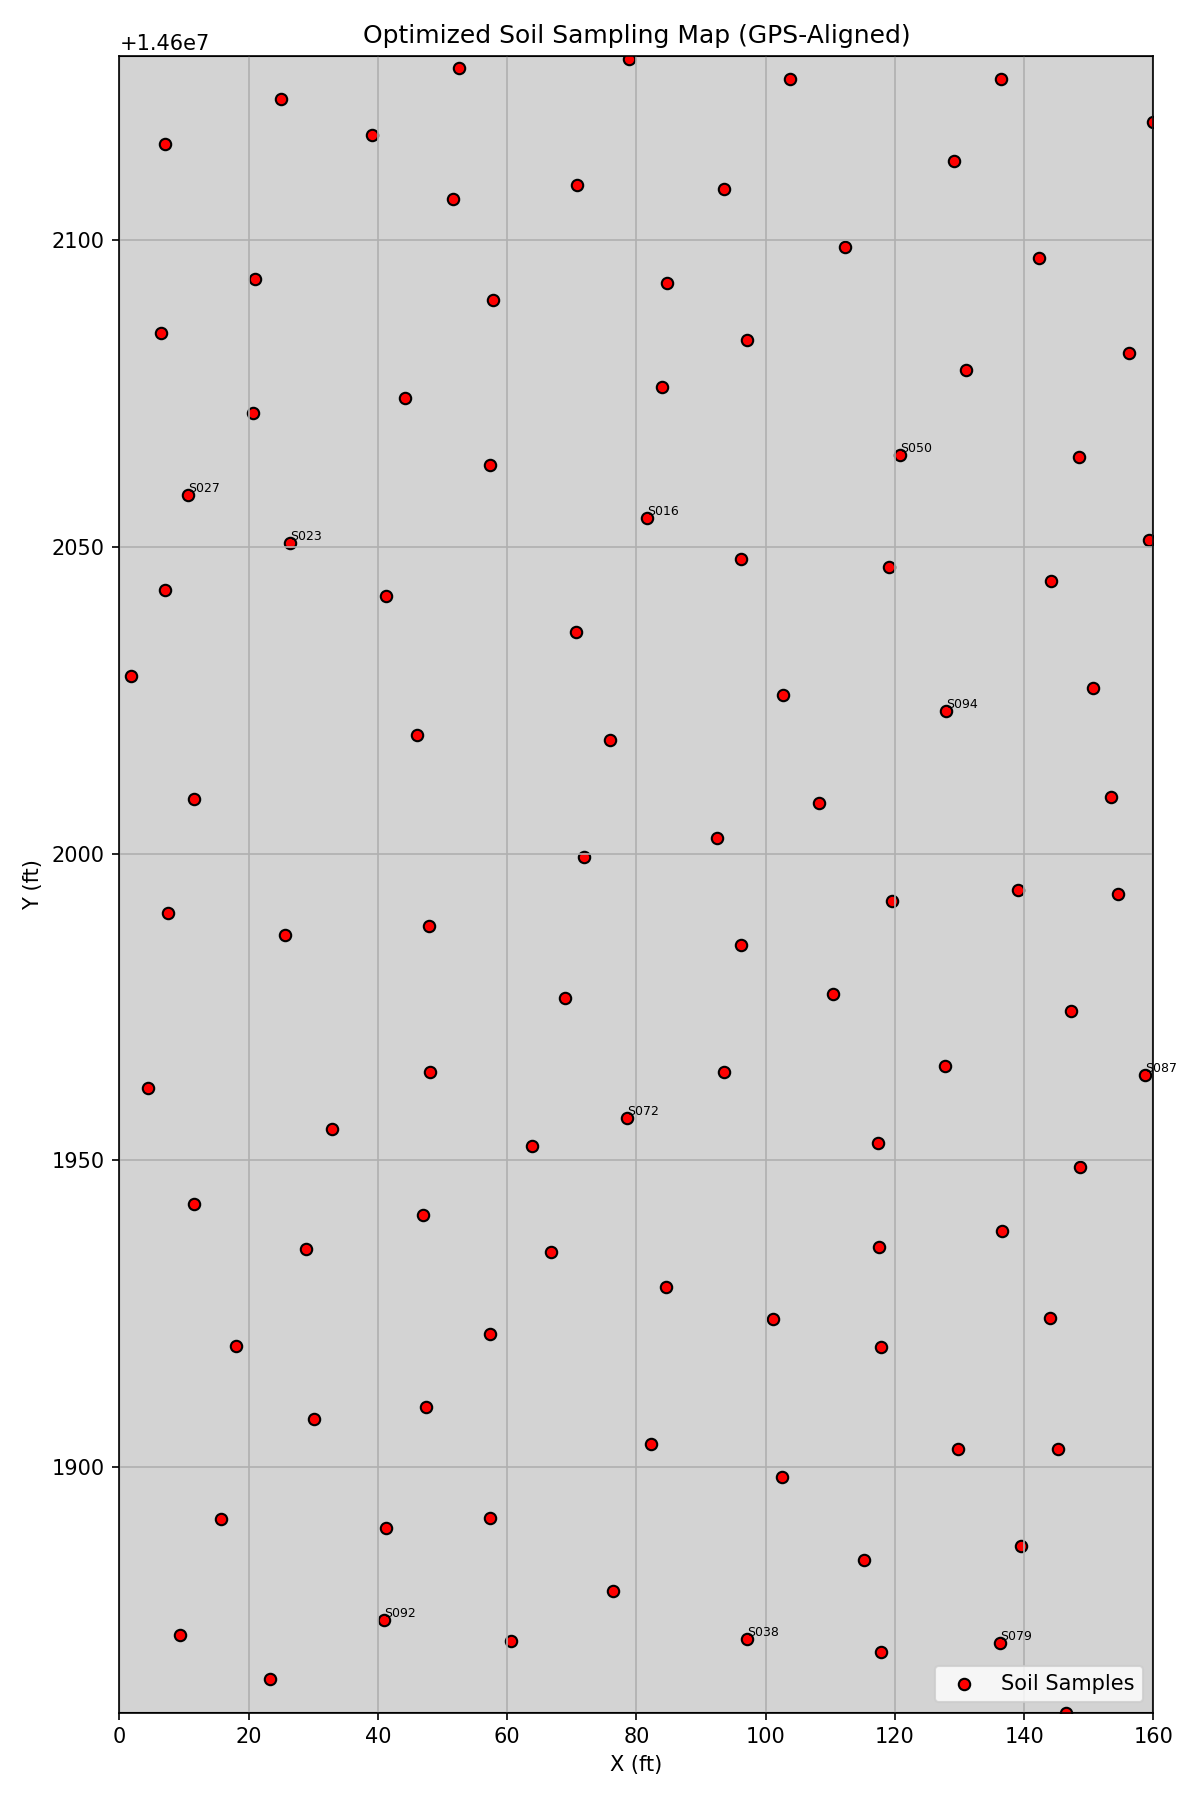 Optimized Soil Sampling Map (GPS-Aligned)
+1.46e7
2100
S050
S027
S016
S023
2050
S094
2000
Y (ft)
S087
S072
1950
1900
S092
S038
S079
Soil Samples
0 20 40 60 80 100 120 140 160
X (ft)